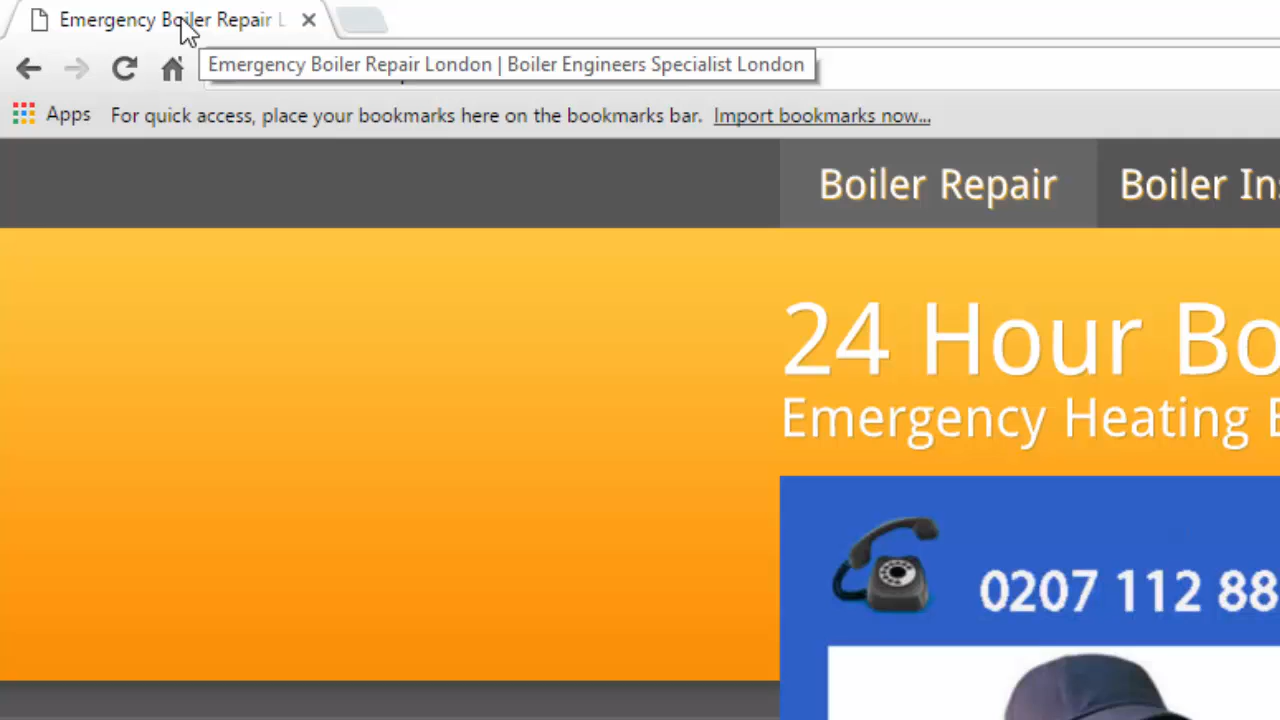 Emergency Boiler Repair L
Emergency Boiler Repair London | Boiler Engineers Specialist London
Apps For quick access, place your bookmarks here on the bookmarks bar. Import bookmarks now...
Boiler Repair Boiler Ins
24 Hour Bo
Emergency Heating E
0207 112 88